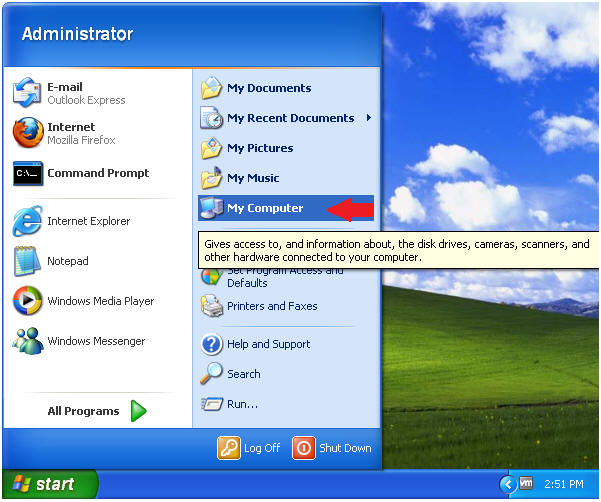 Administrator
E-mail
Outlook Express
Internet
Mozilla Firefox
Command Prompt
Internet Explorer
Notepad
Windows Media Player
Windows Messenger
All Programs
My Documents
My Recent Documents
My Pictures
My Music
My Computer
Gives access to, and information about, the disk drives, cameras, scanners, and
other hardware connected to your computer.
Set Program Access and
Defaults
Printers and Faxes
Help and Support
Search
Run...
Log Off
Shut Down
start
vm
2:51 PM